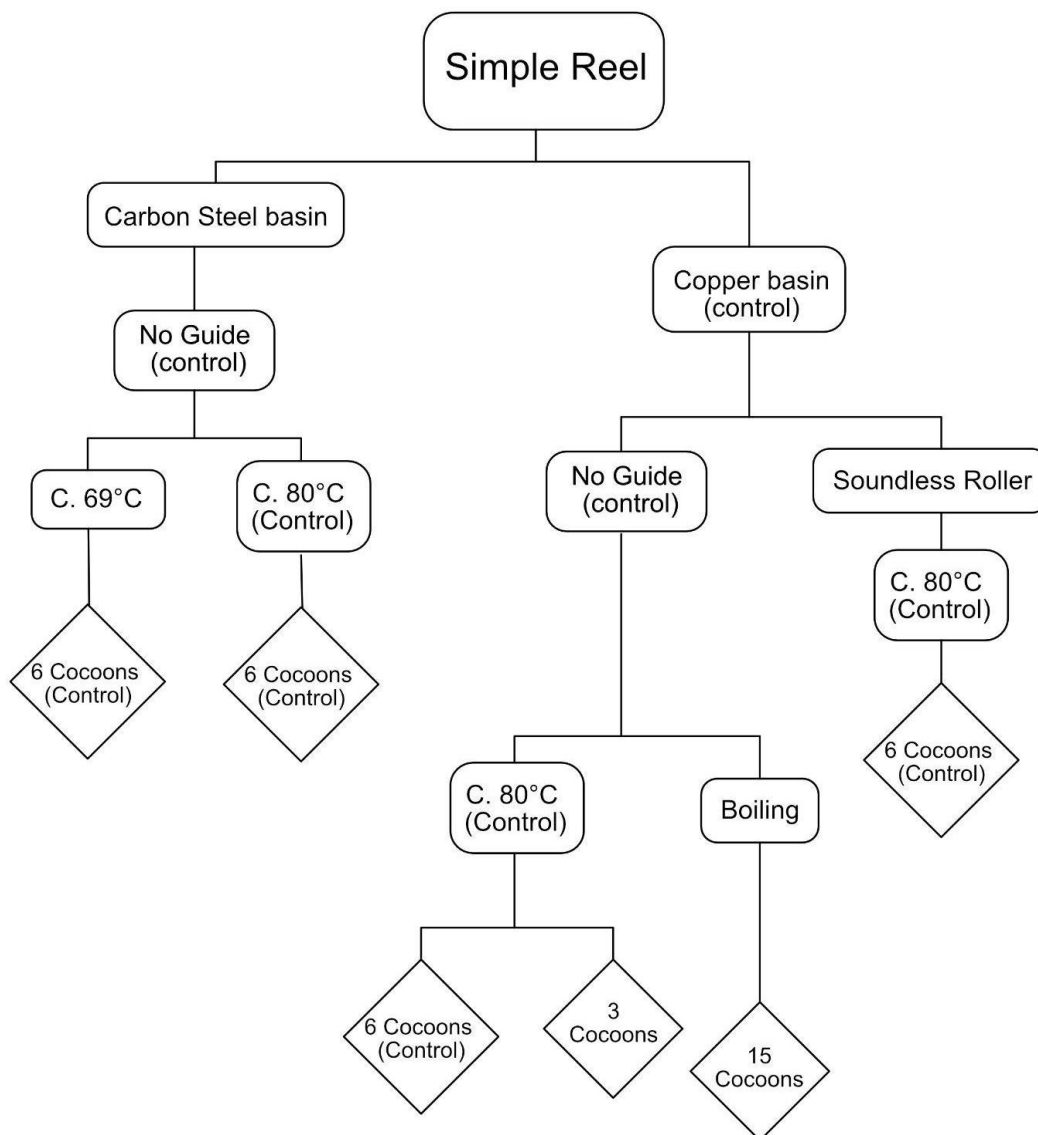 Simple Reel
Carbon Steel basin
Copper basin
(control)
No Guide
(control)
No Guide
(control)
Soundless Roller
C. 69°C
C. 80°C
(Control)
C. 80°C
(Control)
6 Cocoons
(Control)
6 Cocoons
(Control)
6 Cocoons
(Control)
C. 80°C
(Control)
Boiling
6 Cocoons
(Control)
3
Cocoons
15
Cocoons